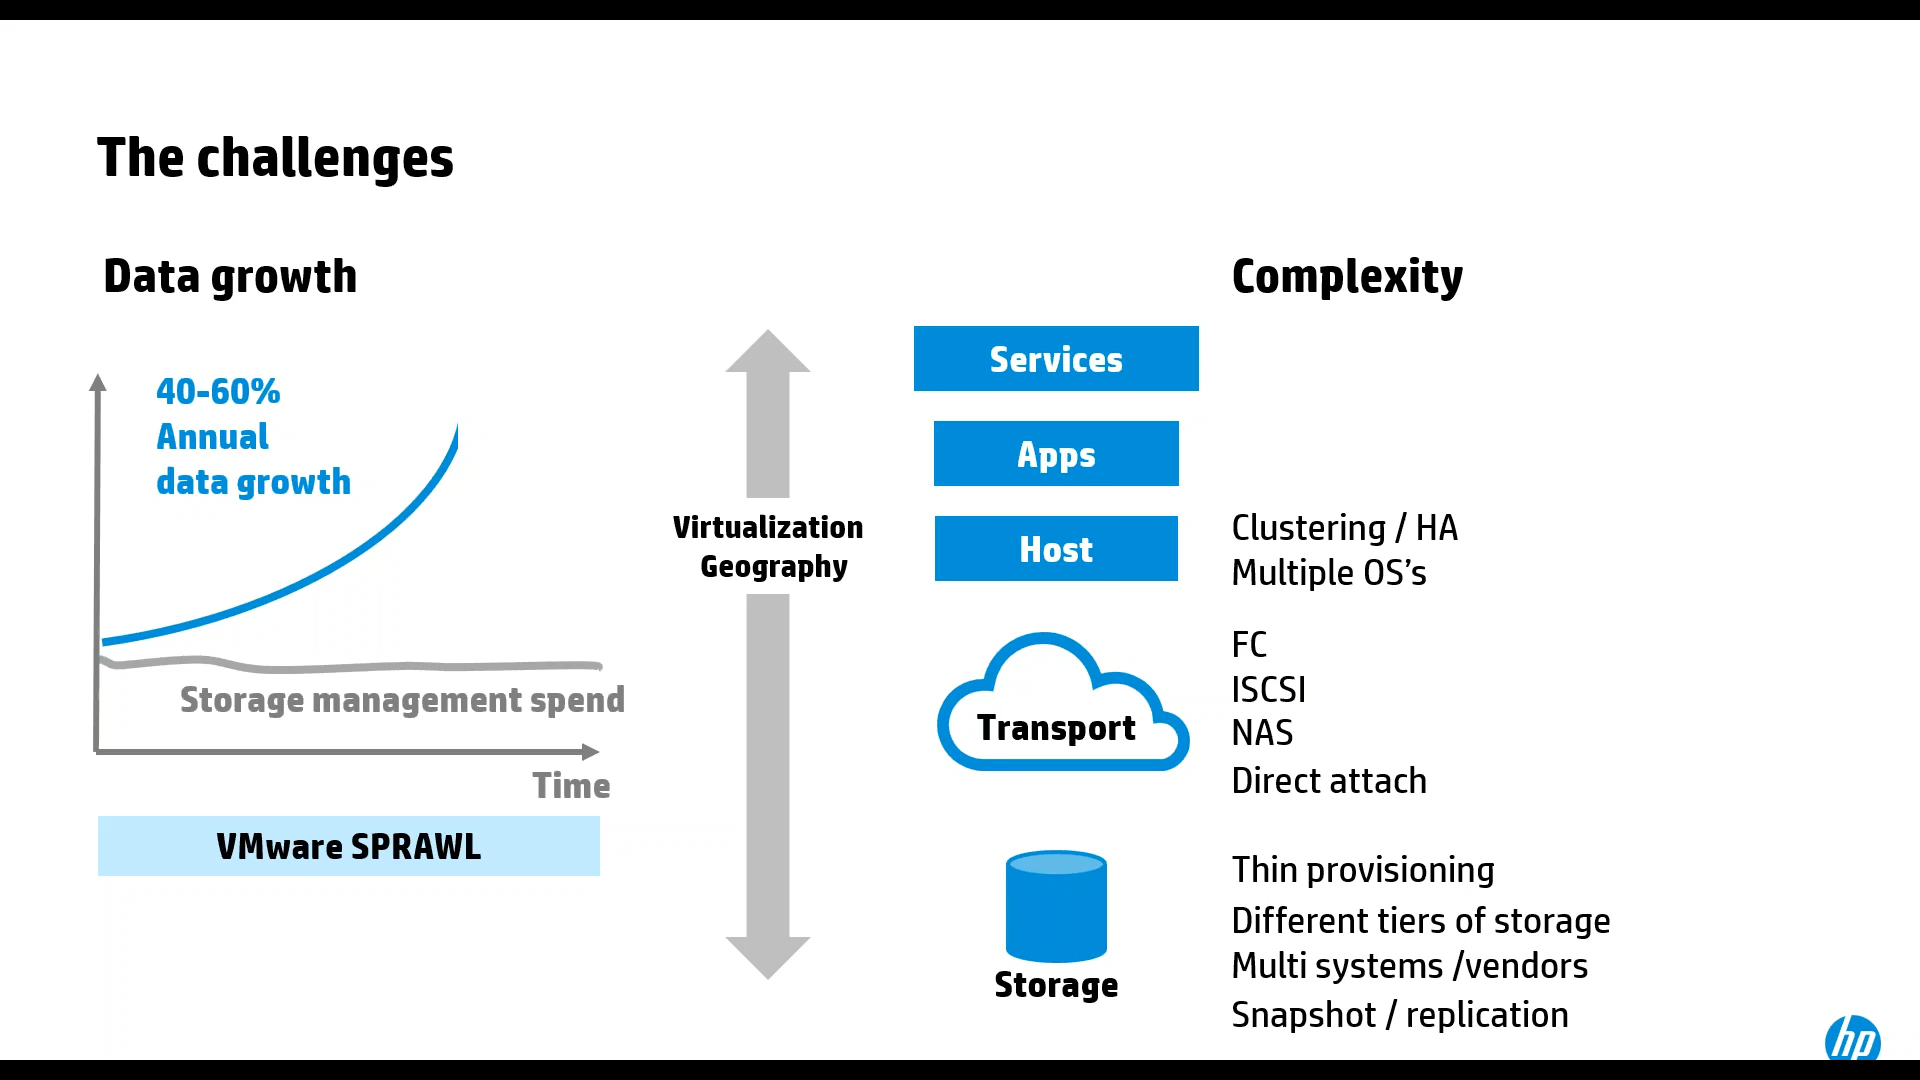 The challenges
Data growth
40-60%
Annual
data growth
Storage management spend
Time
VMware SPRAWL
Virtualization
Geography
Complexity
Services
Apps
Host
Clustering / HA
Multiple OS’s
Transport
FC
ISCSI
NAS
Direct attach
Storage
Thin provisioning
Different tiers of storage
Multi systems /vendors
Snapshot / replication
hp